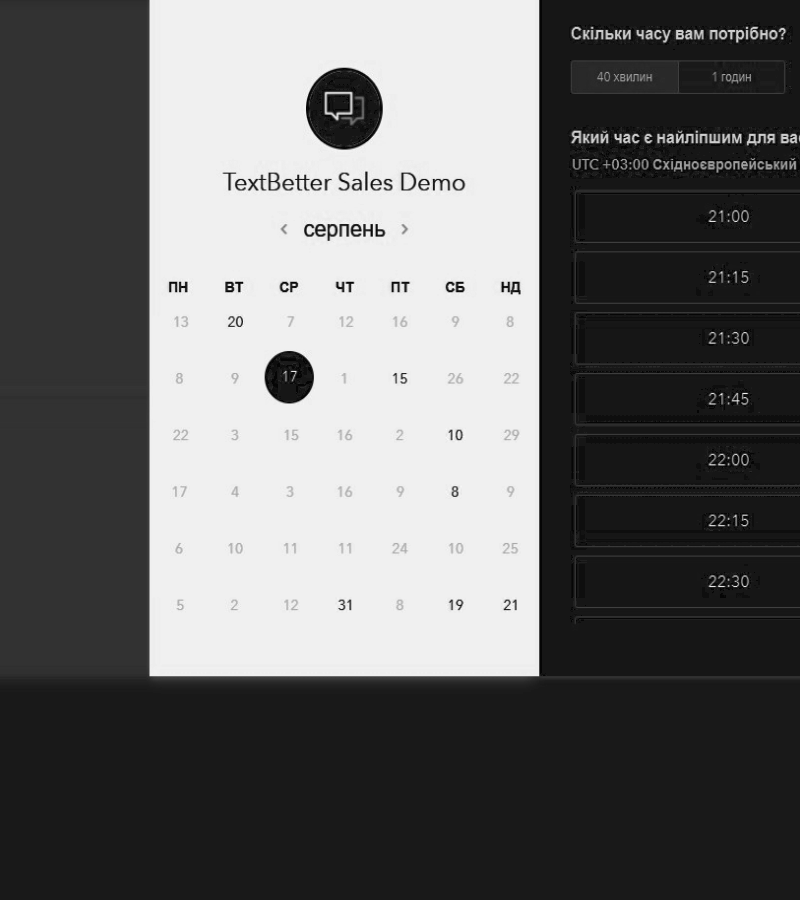 TextBetter Sales Demo
серпень
ПН ВТ СР ЧТ ПТ СБ НД
13 20 7 12 16 9 8
8 9 17 1 15 26 22
22 3 15 16 2 10 29
17 4 3 16 9 8 9
6 10 11 11 24 10 25
5 2 12 31 8 19 21
Скільки часу вам потрібно?
40 хвилин 1 годин
Який час є найліпшим для
UTC +03:00 Східноєвропейський
21:00
21:15
21:30
21:45
22:00
22:15
22:30